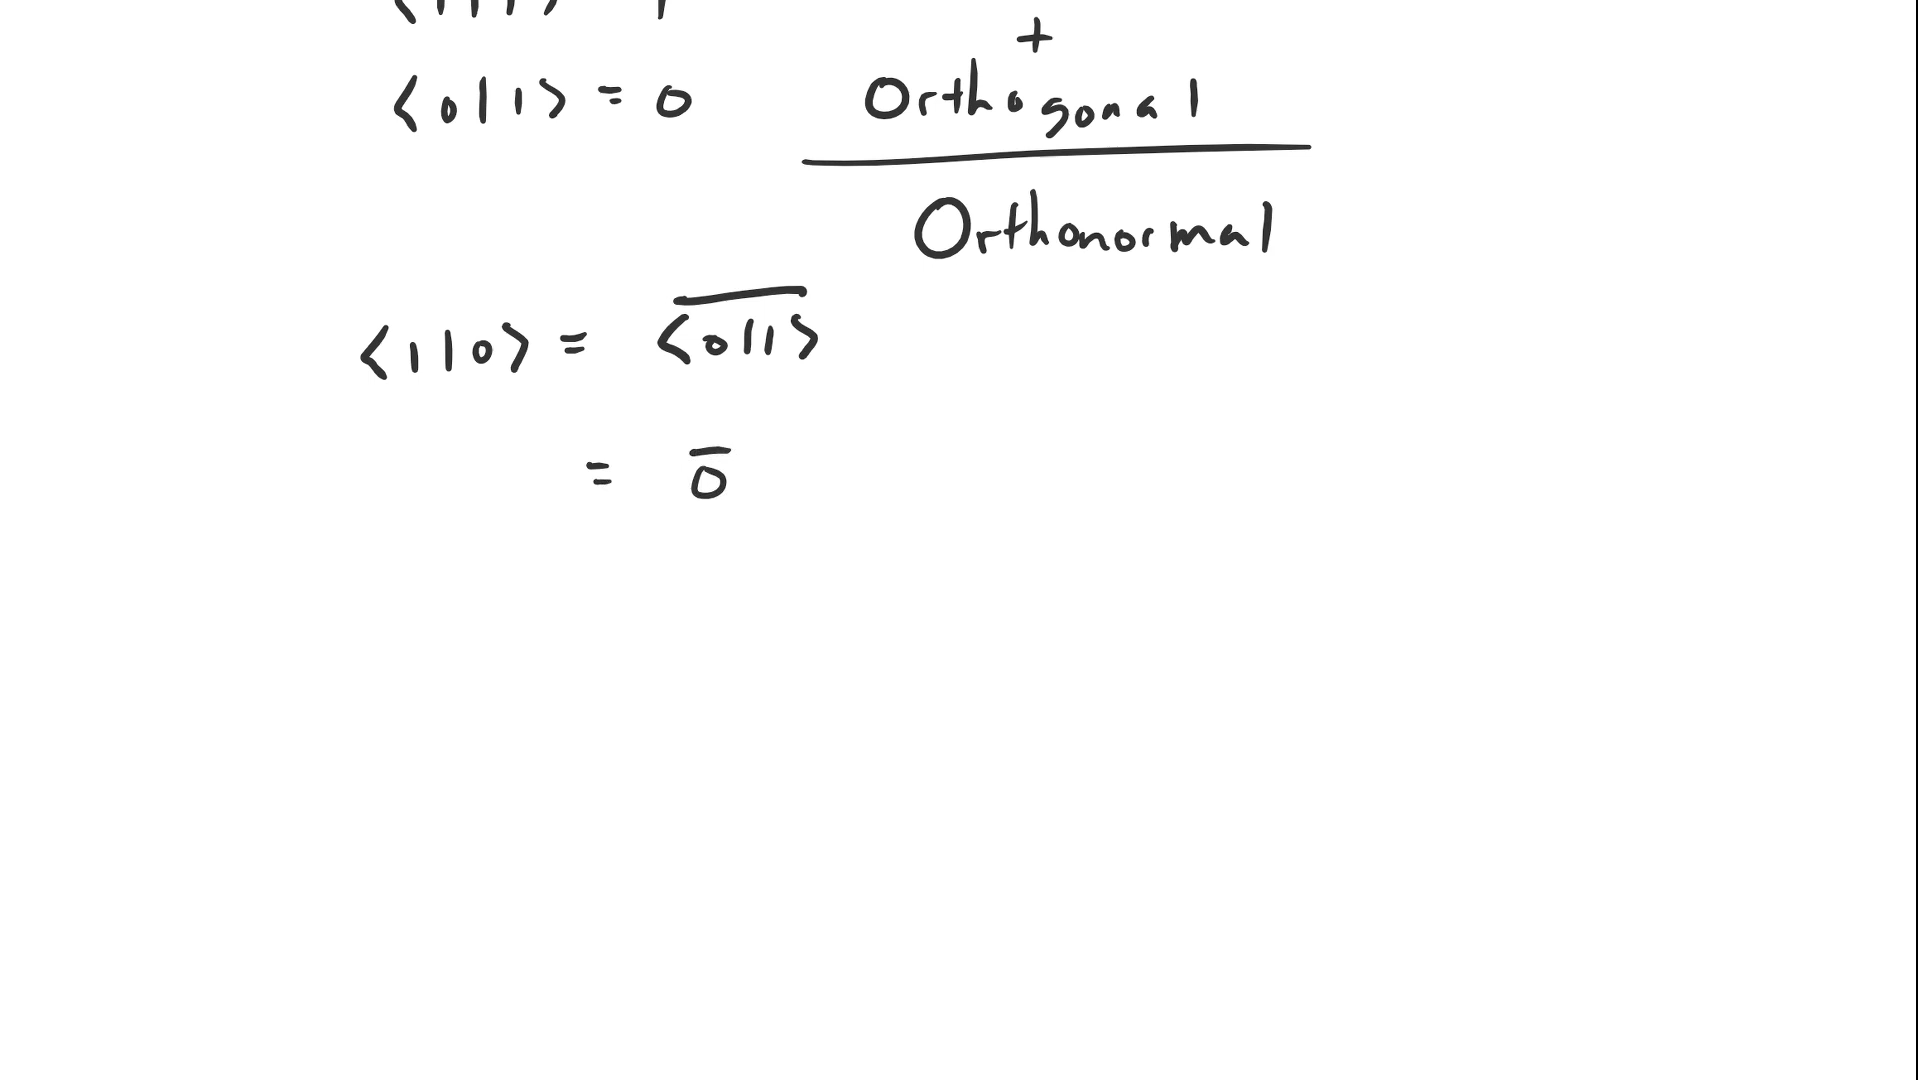 +
<0|1> = 0 Orthogonal
Orthonormal
<1|0> = <0|1>̅
= 0̅